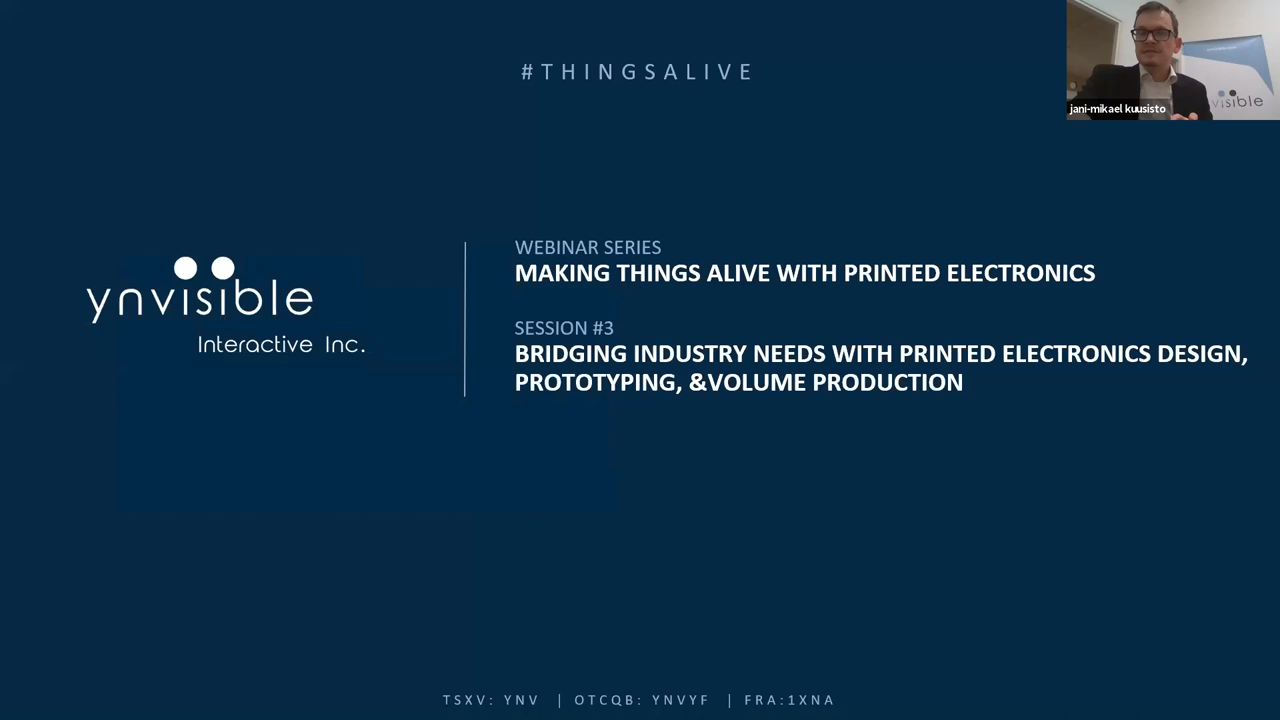 #THINGSALIVE
jani-mikael kuusisto
visible
ynvisible
Interactive Inc.
WEBINAR SERIES
MAKING THINGS ALIVE WITH PRINTED ELECTRONICS
SESSION #3
BRIDGING INDUSTRY NEEDS WITH PRINTED ELECTRONICS DESIGN,
PROTOTYPING, &VOLUME PRODUCTION
TSXV: YNV | OTCQB: YNVYF | FRA:1XNA